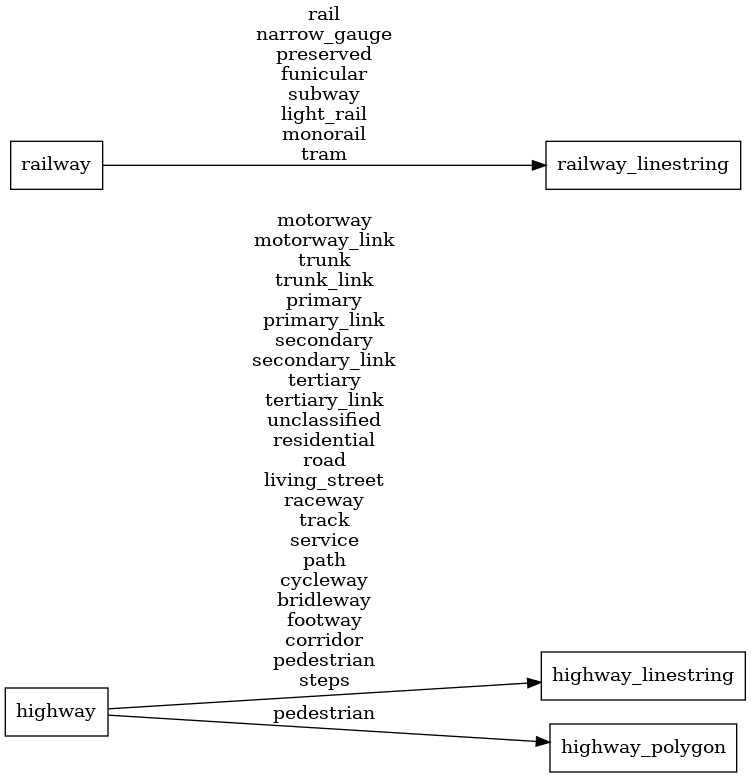 rail
narrow_gauge
preserved
funicular
subway
light_rail
monorail
tram
railway
railway_linestring
motorway
motorway_link
trunk
trunk_link
primary
primary_link
secondary
secondary_link
tertiary
tertiary_link
unclassified
residential
road
living_street
raceway
track
service
path
cycleway
bridleway
footway
corridor
pedestrian
steps
highway
highway_linestring
pedestrian
highway_polygon